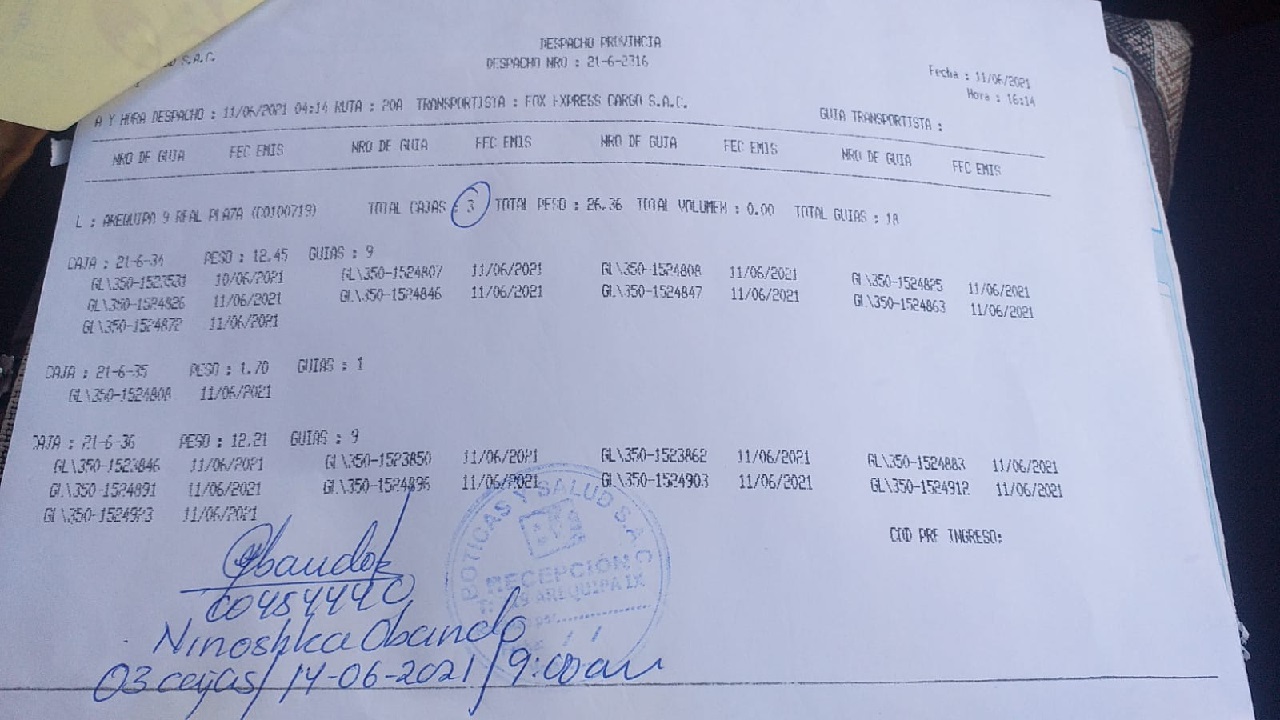 S.A.C.
DESPACHO PROVINCIA
DESPACHO NRO : 21-6-2316
Fecha : 11/06/2021
Hora : 16:14
A Y HORA DESPACHO : 11/06/2021 04:14 RUTA : 20A TRANSPORTISTA : FOX EXPRESS CARGO S.A.C.
GUIA TRANSPORTISTA :
NRO DE GUIA FEC EMIS NRO DE GUIA FEC EMIS NRO DE GUIA FEC EMIS NRO DE GUIA FEC EMIS
L : AREQUIPA 9 REAL PLAZA (00100719) TOTAL CAJAS : 3 TOTAL PESO : 26.36 TOTAL VOLUMEN : 0.00 TOTAL GUIAS : 18
CAJA : 21-6-34 PESO : 12.45 GUIAS : 9
GL\350-1523531 10/06/2021 GL\350-1524807 11/06/2021 GL\350-1524808 11/06/2021 GL\350-1524825 11/06/2021
GL\350-1524826 11/06/2021 GL\350-1524846 11/06/2021 GL\350-1524847 11/06/2021 GL\350-1524863 11/06/2021
GL\350-1524872 11/06/2021
CAJA : 21-6-35 PESO : 1.70 GUIAS : 1
GL\350-1524808 11/06/2021
CAJA : 21-6-36 PESO : 12.21 GUIAS : 9
GL\350-1523846 11/06/2021 GL\350-1523850 11/06/2021 GL\350-1523862 11/06/2021 GL\350-1524883 11/06/2021
GL\350-1524891 11/06/2021 GL\350-1524896 11/06/2021 GL\350-1524903 11/06/2021 GL\350-1524912 11/06/2021
11/06/2021
COD PRE INGRESO:
BOTICAS Y SALUD S.A.C
RECEPCIÓN
AREQUIPA IX
Obando
60454440
Ninoshka Obando
03 cajas / 14-06-2021 / 9:00am